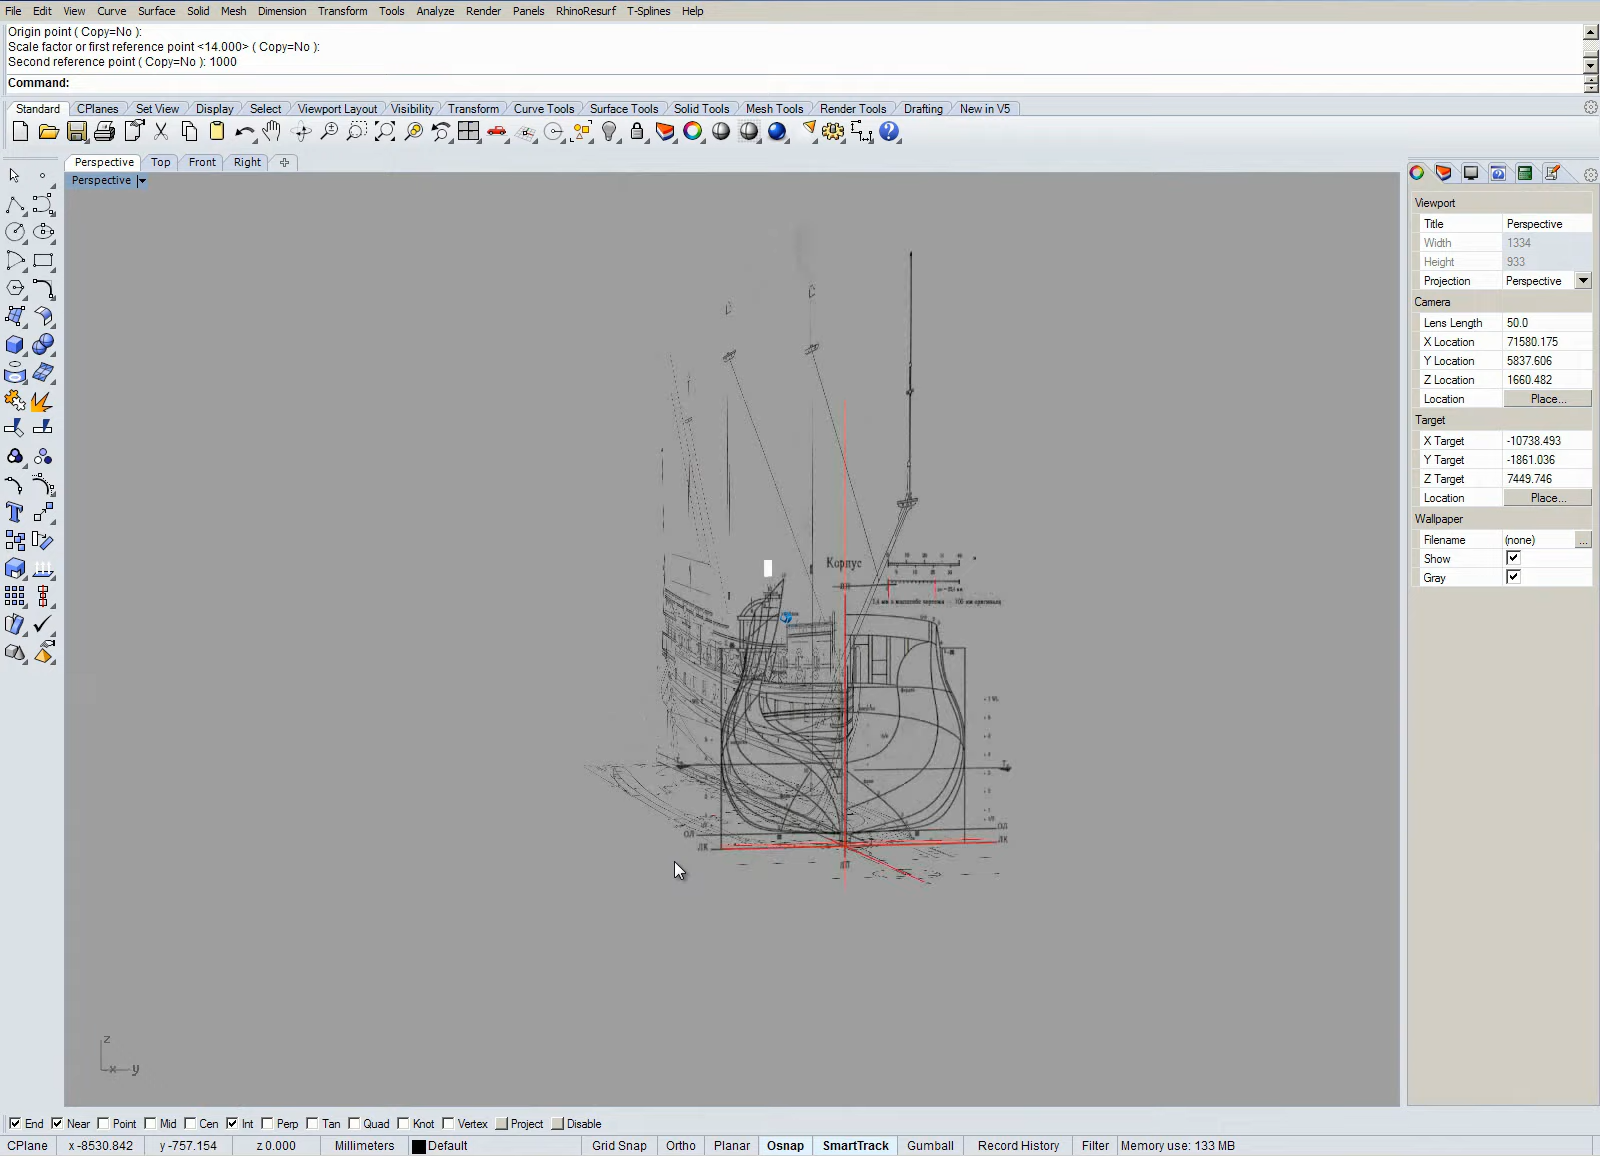 File Edit View Curve Surface Solid Mesh Dimension Transform Tools Analyze Render Panels RhinoResurf T-Splines Help
Origin point ( Copy=No ):
Scale factor or first reference point <14.000> ( Copy=No ):
Second reference point ( Copy=No ): 1000
Command:
Standard CPlanes Set View Display Select Viewport Layout Visibility Transform Curve Tools Surface Tools Solid Tools Mesh Tools Render Tools Drafting New in V5
Perspective Top Front Right
Perspective
Viewport
Title Perspective
Width 1334
Height 933
Projection Perspective
Camera
Lens Length 50.0
X Location 71580.175
Y Location 5837.606
Z Location 1660.482
Location Place...
Target
X Target -10738.493
Y Target -1861.036
Z Target 7449.746
Location Place...
Wallpaper
Filename (none) ...
Show
Gray
Корпус
ОЛ ОЛ
ЛК ЛК
z
x y
End Near Point Mid Cen Int Perp Tan Quad Knot Vertex Project Disable
CPlane x -8530.842 y -757.154 z 0.000 Millimeters Default Grid Snap Ortho Planar Osnap SmartTrack Gumball Record History Filter Memory use: 133 MB